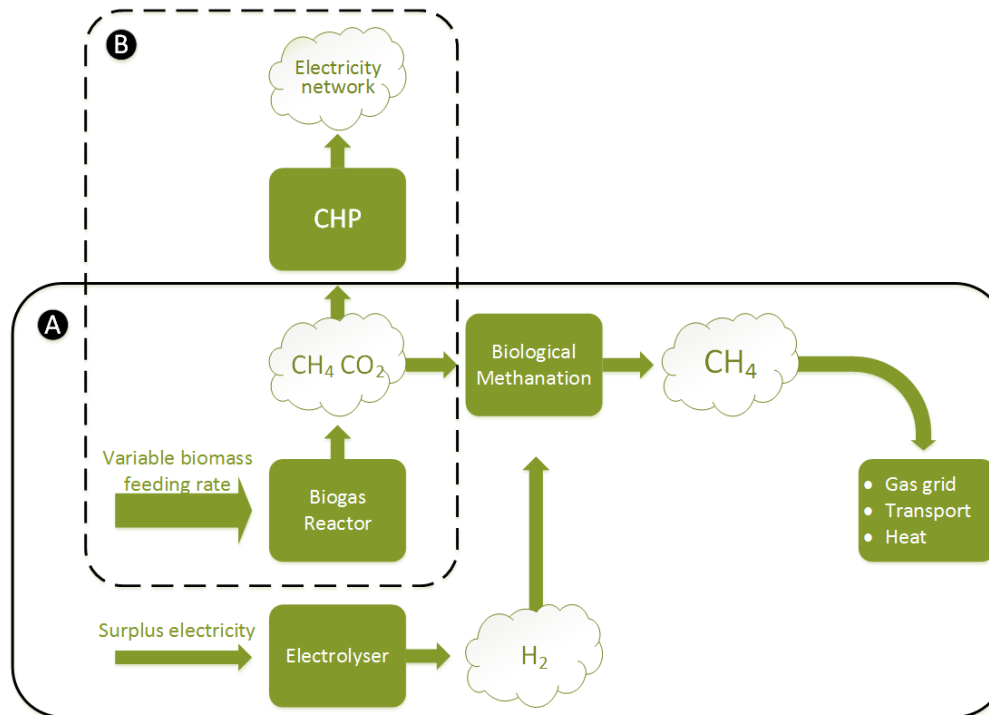 B
Electricity
network
CHP
A
CH₄ CO₂
Biological
Methanation
CH₄
Variable biomass
feeding rate
Biogas
Reactor
• Gas grid
• Transport
• Heat
Surplus electricity
Electrolyser
H₂